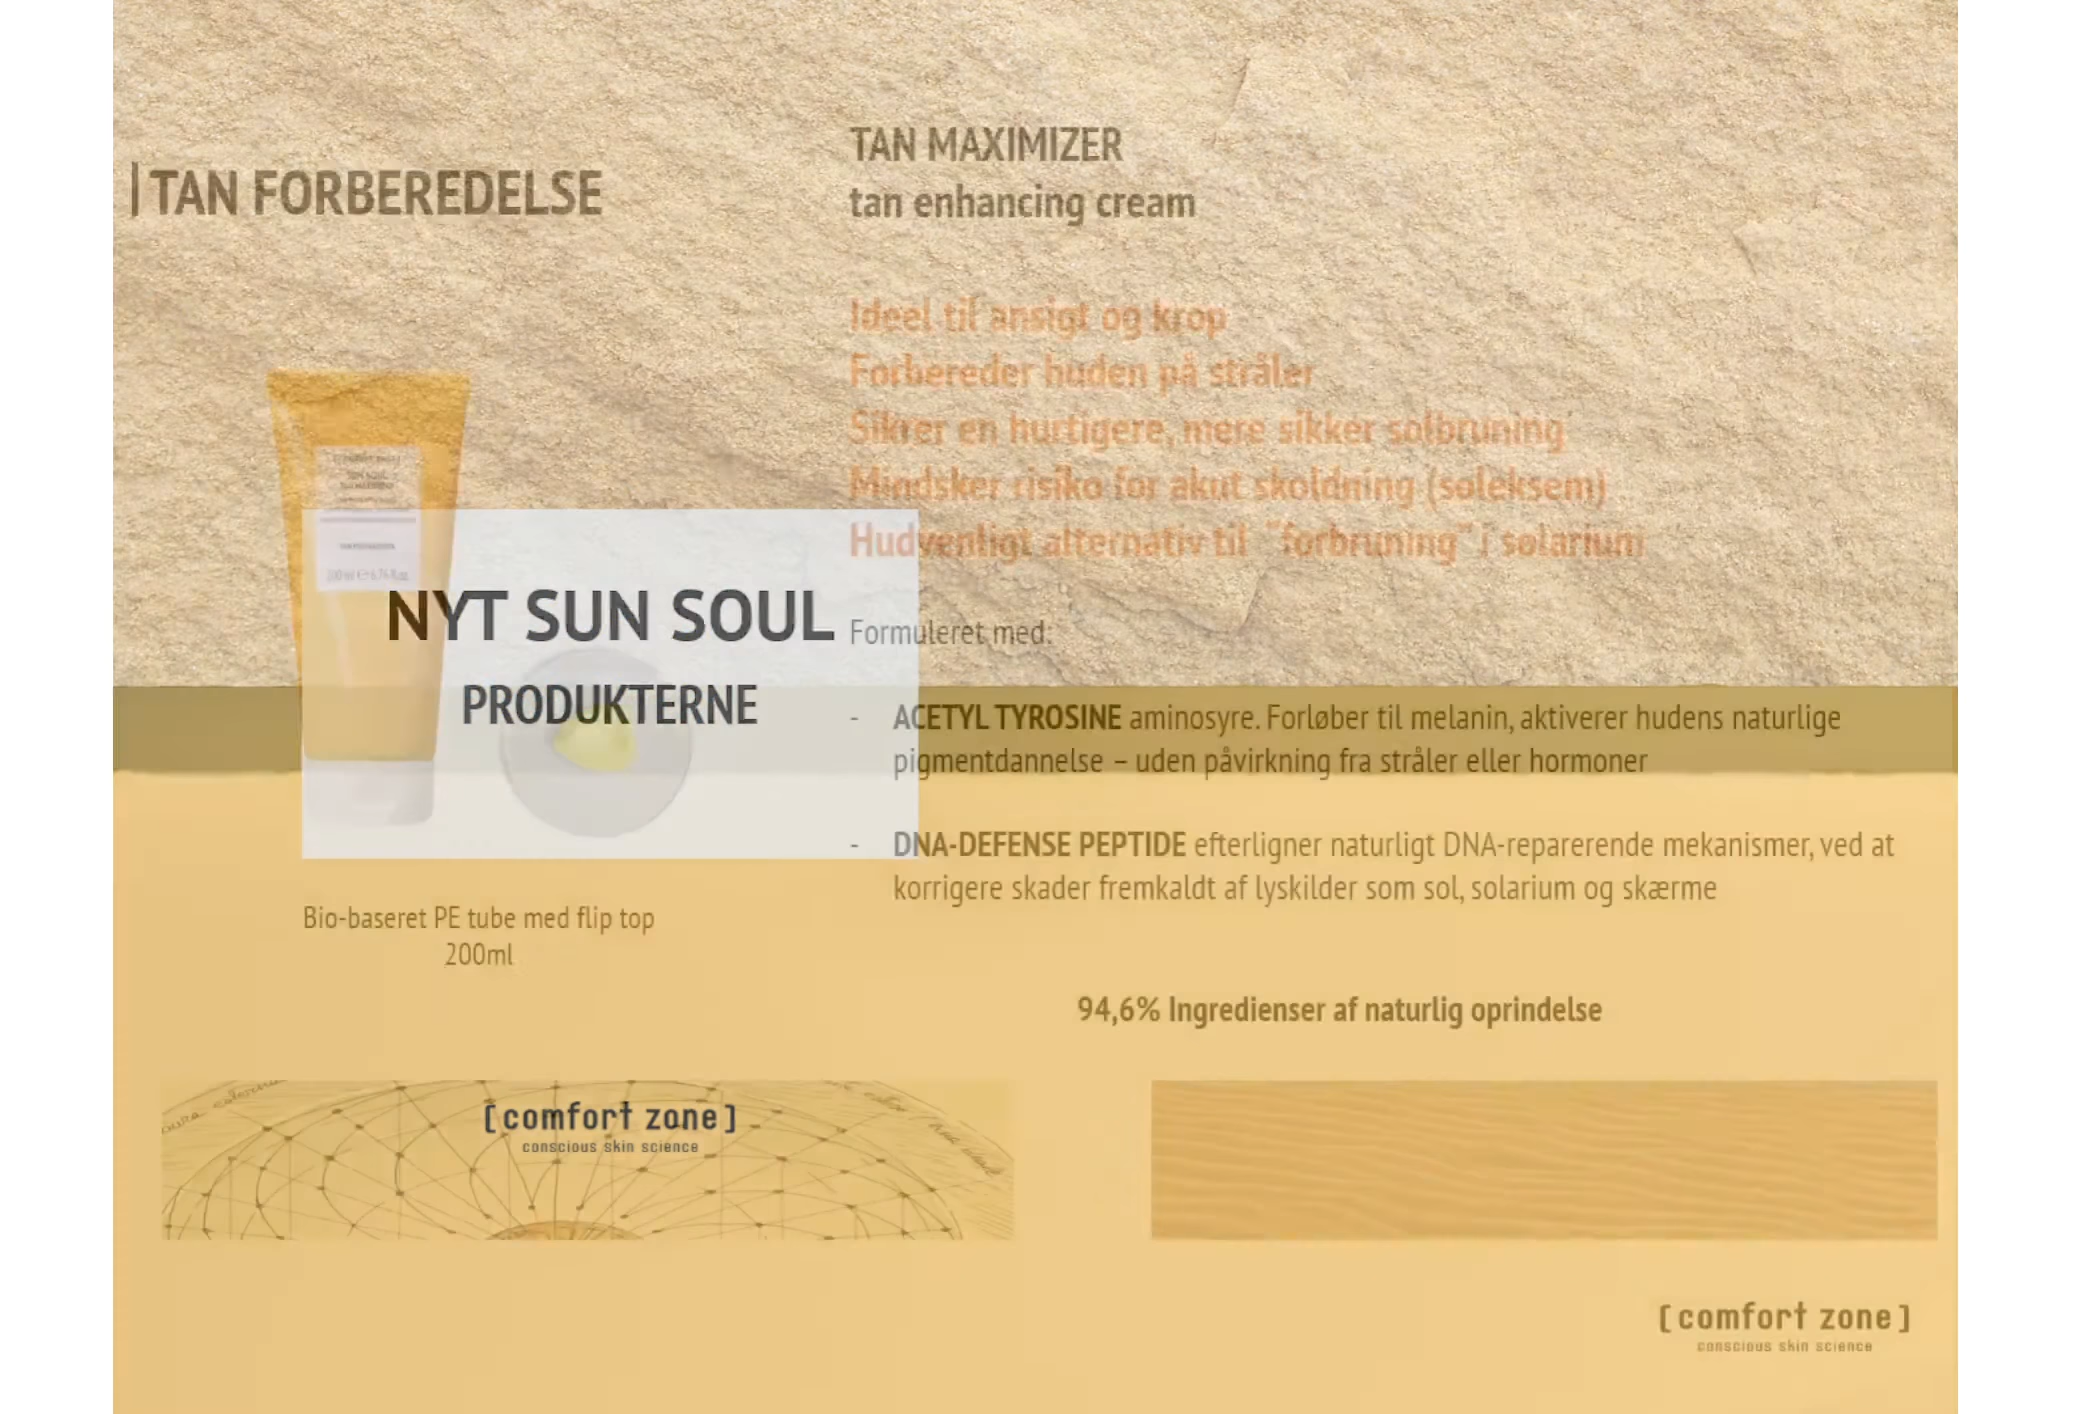 TAN FORBEREDELSE
TAN MAXIMIZER
tan enhancing cream
Ideel til ansigt og krop
Forbereder huden på stråler
Sikrer en hurtigere, mere sikker solbruning
Mindsker risiko for akut skoldning (soleksem)
Hudvenligt alternativ til "forbruning" i solarium
SUN SOUL
200 ml
NYT SUN SOUL
PRODUKTERNE
Formuleret med:
- ACETYL TYROSINE aminosyre. Forløber til melanin, aktiverer hudens naturlige
pigmentdannelse – uden påvirkning fra stråler eller hormoner
- DNA-DEFENSE PEPTIDE efterligner naturligt DNA-reparerende mekanismer, ved at
korrigere skader fremkaldt af lyskilder som sol, solarium og skærme
Bio-baseret PE tube med flip top
200ml
94,6% Ingredienser af naturlig oprindelse
[ comfort zone ]
conscious skin science
[ comfort zone ]
conscious skin science